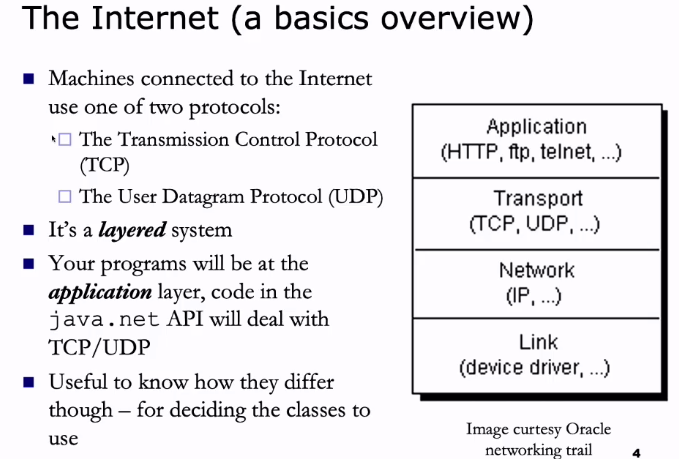 The Internet (a basics overview)
Machines connected to the Internet
use one of two protocols:
The Transmission Control Protocol
(TCP)
The User Datagram Protocol (UDP)
It's a layered system
Your programs will be at the
application layer, code in the
java.net API will deal with
TCP/UDP
Useful to know how they differ
though – for deciding the classes to
use
Application
(HTTP, ftp, telnet, ...)
Transport
(TCP, UDP, ...)
Network
(IP, ...)
Link
(device driver, ...)
Image curtesy Oracle
networking trail
4